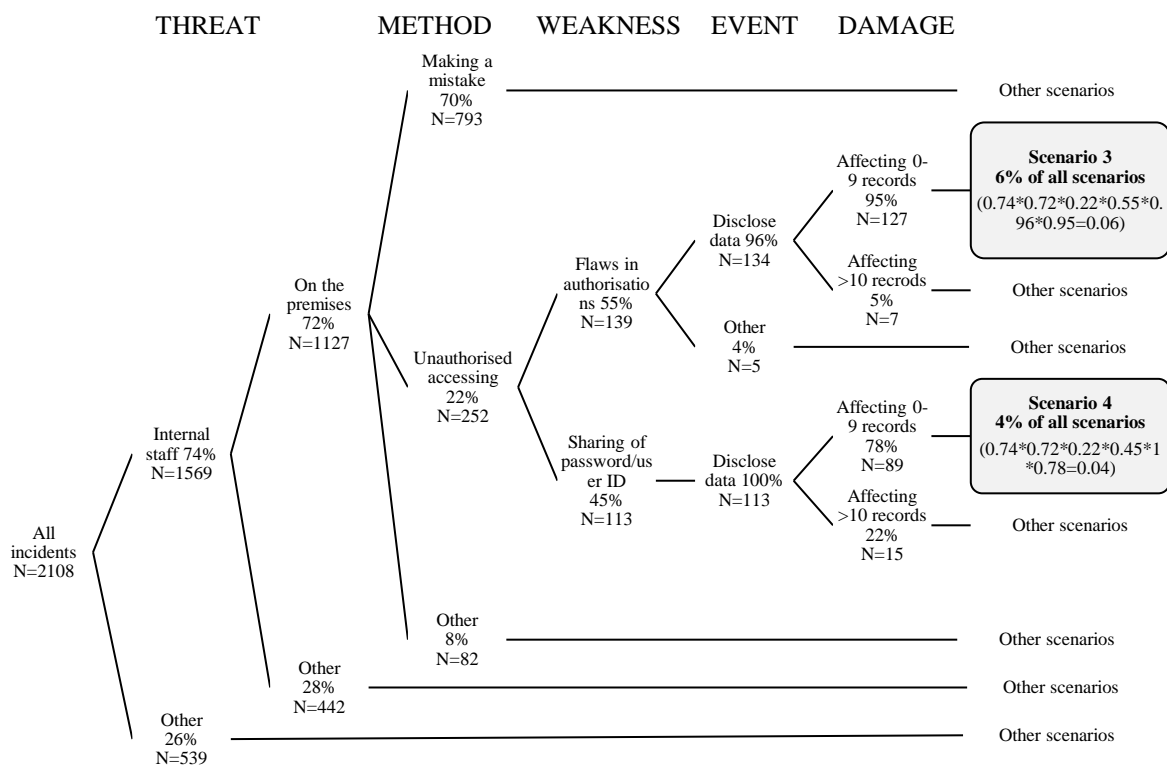 THREAT
METHOD
WEAKNESS
EVENT
DAMAGE
Making a
mistake
70%
N=793
Other scenarios
Affecting 0-
9 records
95%
N=127
Scenario 3
6% of all scenarios
(0.74*0.72*0.22*0.55*0.
96*0.95=0.06)
Disclose
data 96%
N=134
Flaws in
authorisatio
ns 55%
N=139
Affecting
>10 recrods
5%
N=7
Other scenarios
On the
premises
72%
N=1127
Other
4%
N=5
Other scenarios
Unauthorised
accessing
22%
N=252
Affecting 0-
9 records
78%
N=89
Scenario 4
4% of all scenarios
(0.74*0.72*0.22*0.45*1
*0.78=0.04)
Internal
staff 74%
N=1569
Sharing of
password/us
er ID
45%
N=113
Disclose
data 100%
N=113
Affecting
>10 records
22%
N=15
Other scenarios
All
incidents
N=2108
Other
8%
N=82
Other scenarios
Other
28%
N=442
Other scenarios
Other
26%
N=539
Other scenarios